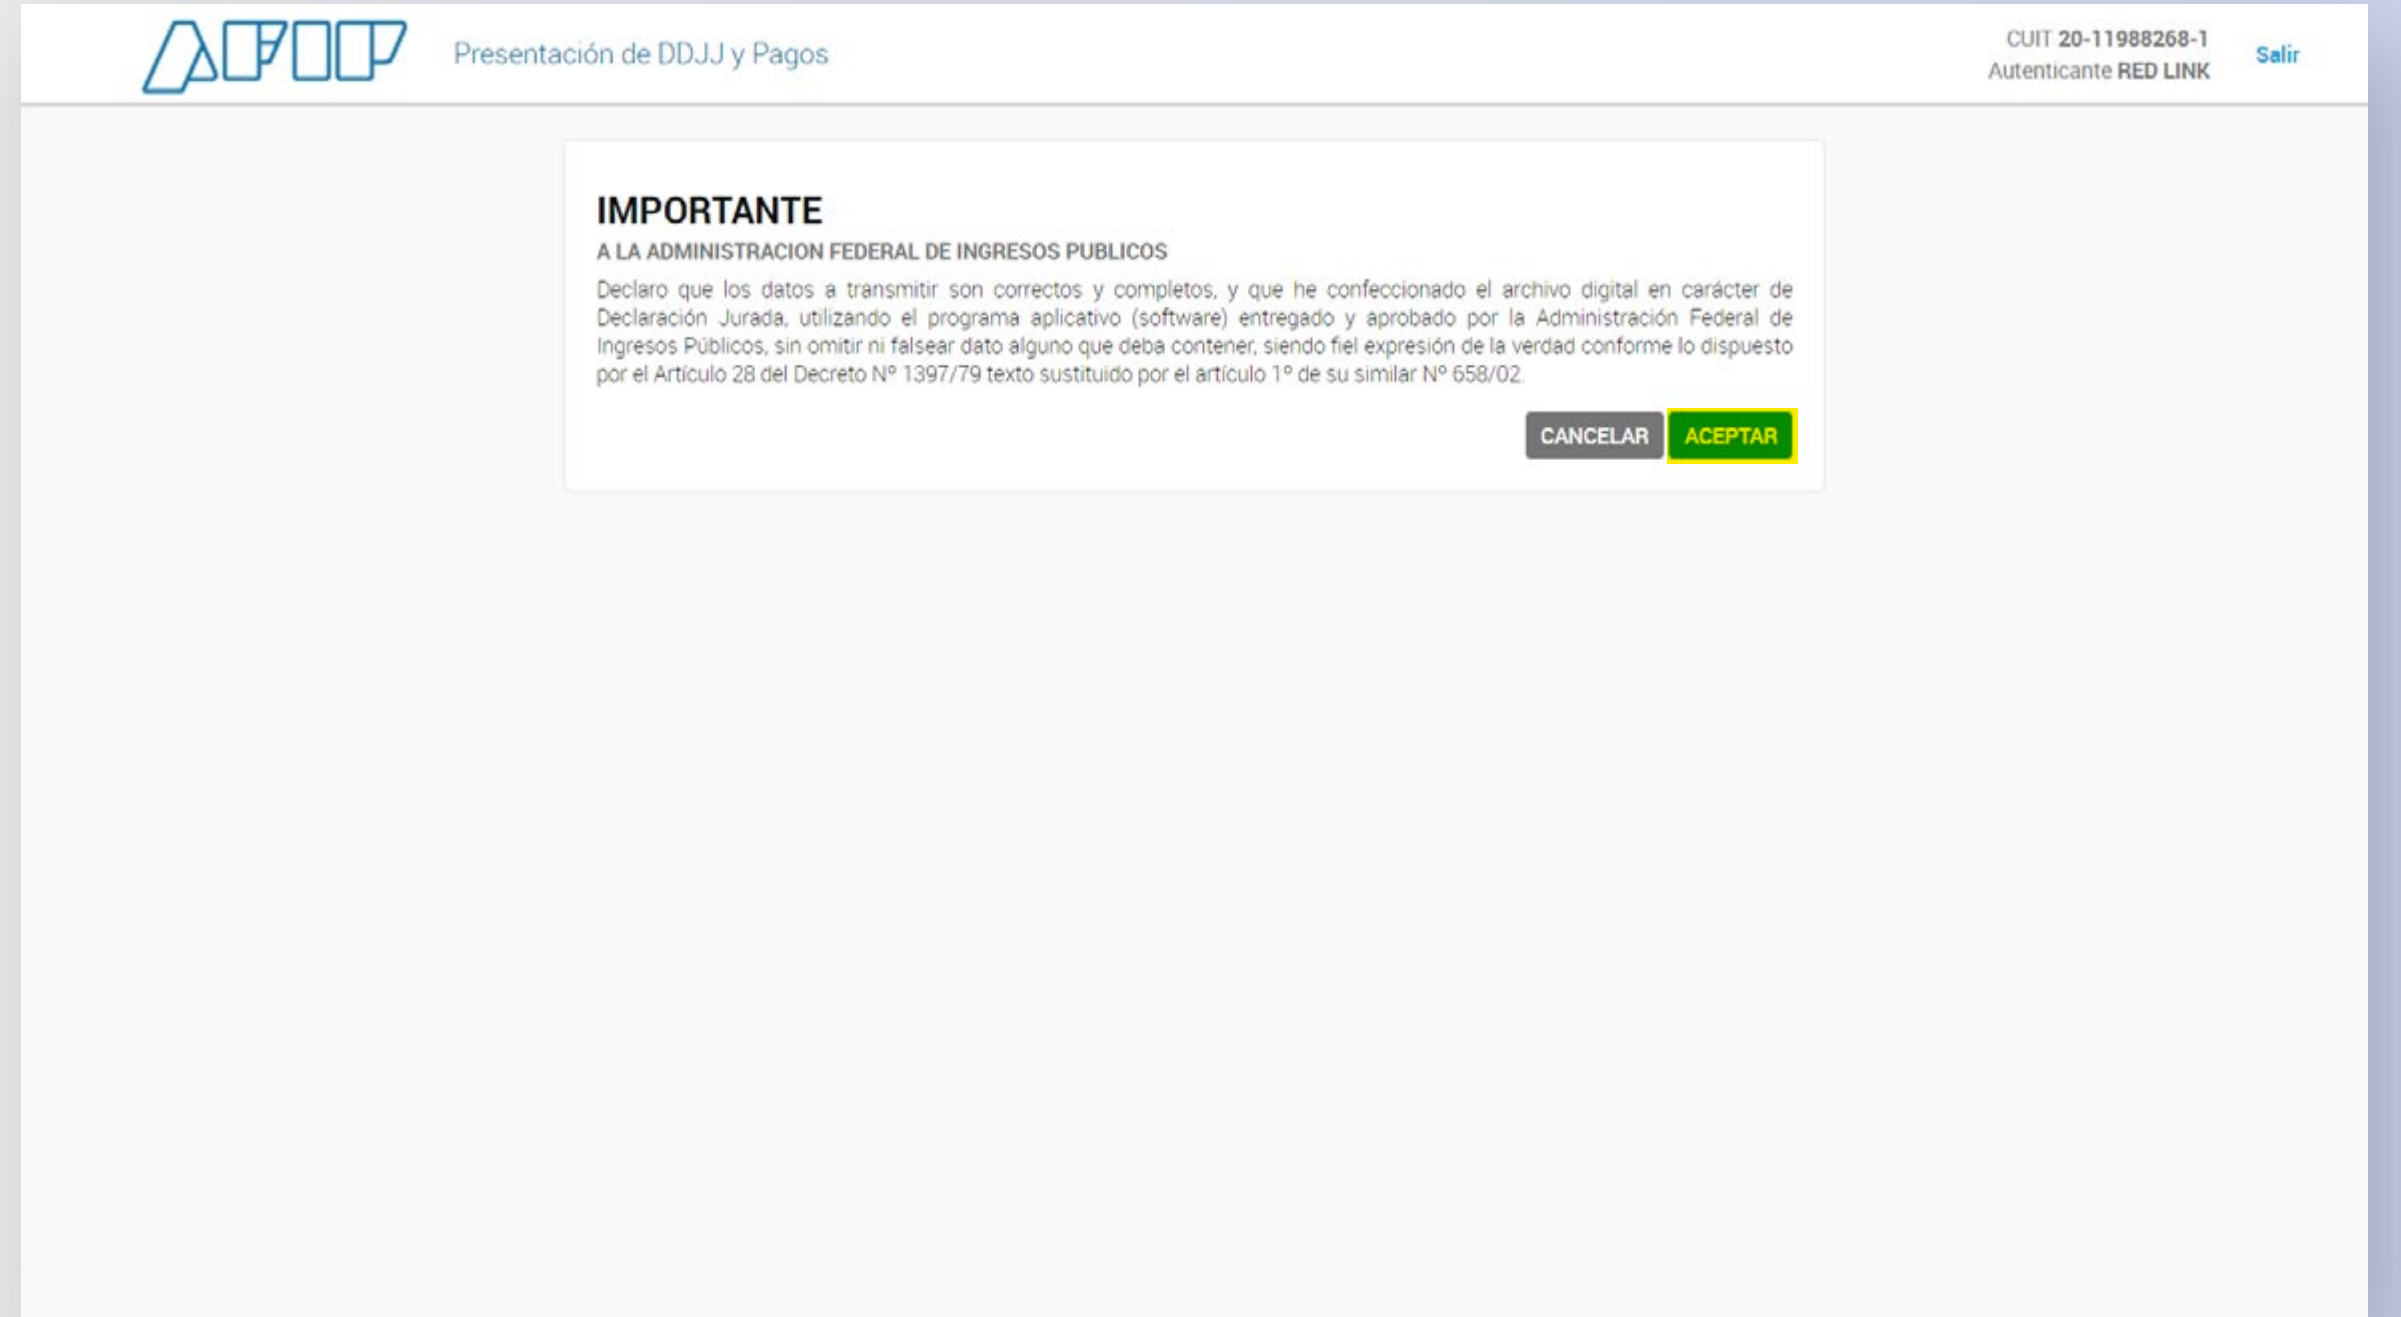 AFIP Presentación de DDJJ y Pagos
CUIT 20-11988268-1
Autenticante RED LINK
Salir
IMPORTANTE
A LA ADMINISTRACION FEDERAL DE INGRESOS PUBLICOS
Declaro que los datos a transmitir son correctos y completos, y que he confeccionado el archivo digital en carácter de
Declaración Jurada, utilizando el programa aplicativo (software) entregado y aprobado por la Administración Federal de
Ingresos Públicos, sin omitir ni falsear dato alguno que deba contener, siendo fiel expresión de la verdad conforme lo dispuesto
por el Artículo 28 del Decreto Nº 1397/79 texto sustituido por el artículo 1º de su similar Nº 658/02.
CANCELAR ACEPTAR